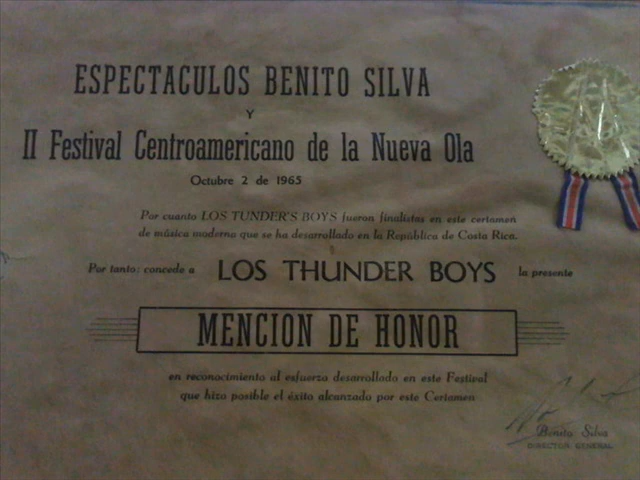 ESPECTACULOS BENITO SILVA
Y
II Festival Centroamericano de la Nueva Ola
Octubre 2 de 1965
Por cuanto LOS TUNDER'S BOYS fueron finalistas en este certamen
de música moderna que se ha desarrollado en la República de Costa Rica.
Por tanto: concede a LOS THUNDER BOYS la presente
MENCION DE HONOR
en reconocimiento al esfuerzo desarrollado en este Festival
que hizo posible el éxito alcanzado por este Certamen
Benito Silva
DIRECTOR GENERAL